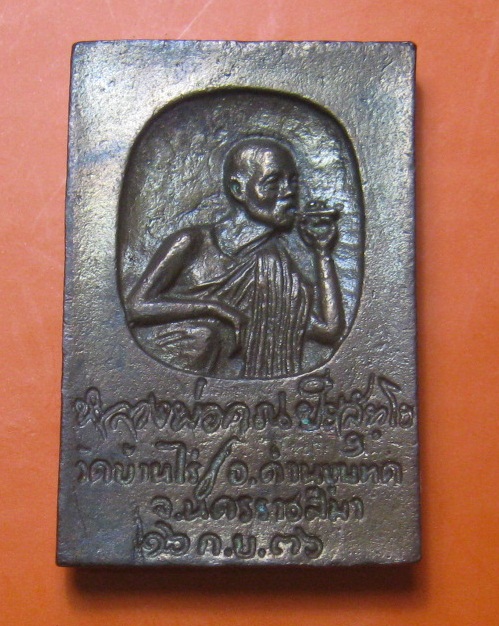 หลวงพ่อคูณ ปริสุทฺโธ
วัดบ้านไร่ อ.ด่านขุนทด
จ.นครราชสีมา
๑๖ ก.ย. ๓๖